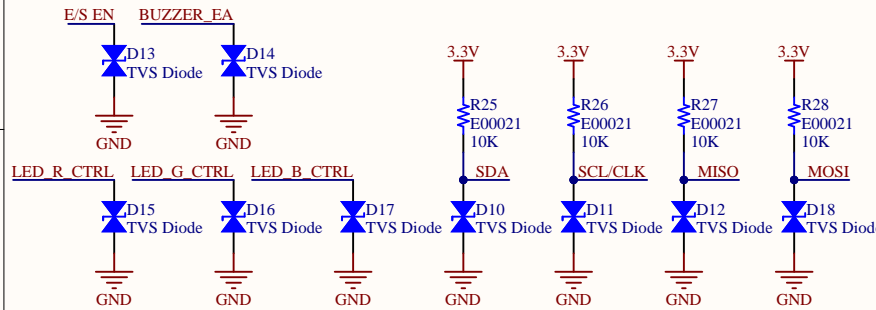 E/S EN
BUZZER_EA
D13
TVS Diode
D14
TVS Diode
GND
GND
3.3V
3.3V
3.3V
3.3V
R25
E00021
10K
R26
E00021
10K
R27
E00021
10K
R28
E00021
10K
LED_R_CTRL
LED_G_CTRL
LED_B_CTRL
SDA
SCL/CLK
MISO
MOSI
D15
TVS Diode
D16
TVS Diode
D17
TVS Diode
D10
TVS Diode
D11
TVS Diode
D12
TVS Diode
D18
TVS Diode
GND
GND
GND
GND
GND
GND
GND